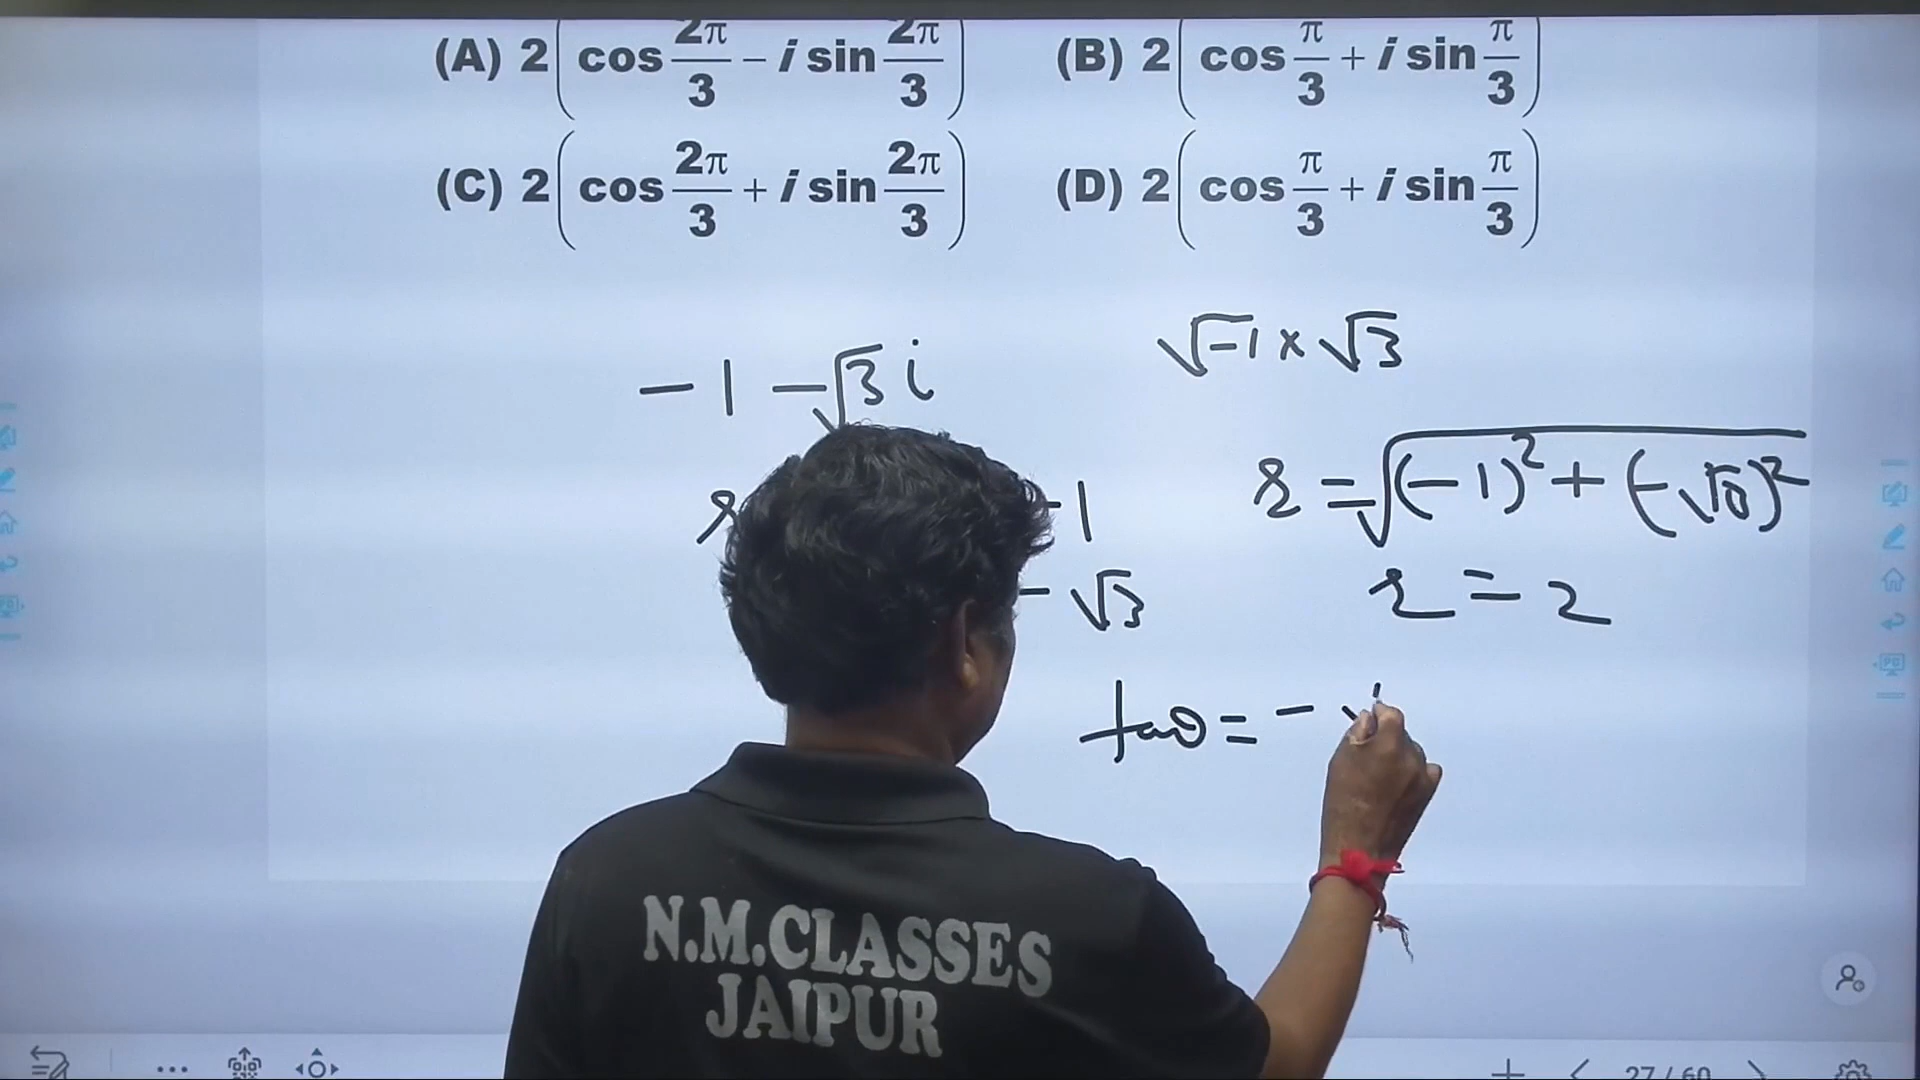 (A) 2(cos 2π/3 - i sin 2π/3) (B) 2(cos π/3 + i sin π/3)
(C) 2(cos 2π/3 + i sin 2π/3) (D) 2(cos π/3 + i sin π/3)
√-1 × √3
-1 -√3 i
r = √(-1)² + (-√3)²
-1
- √3
r = 2
tanθ = -
N.M.CLASSES
JAIPUR
27 / 60